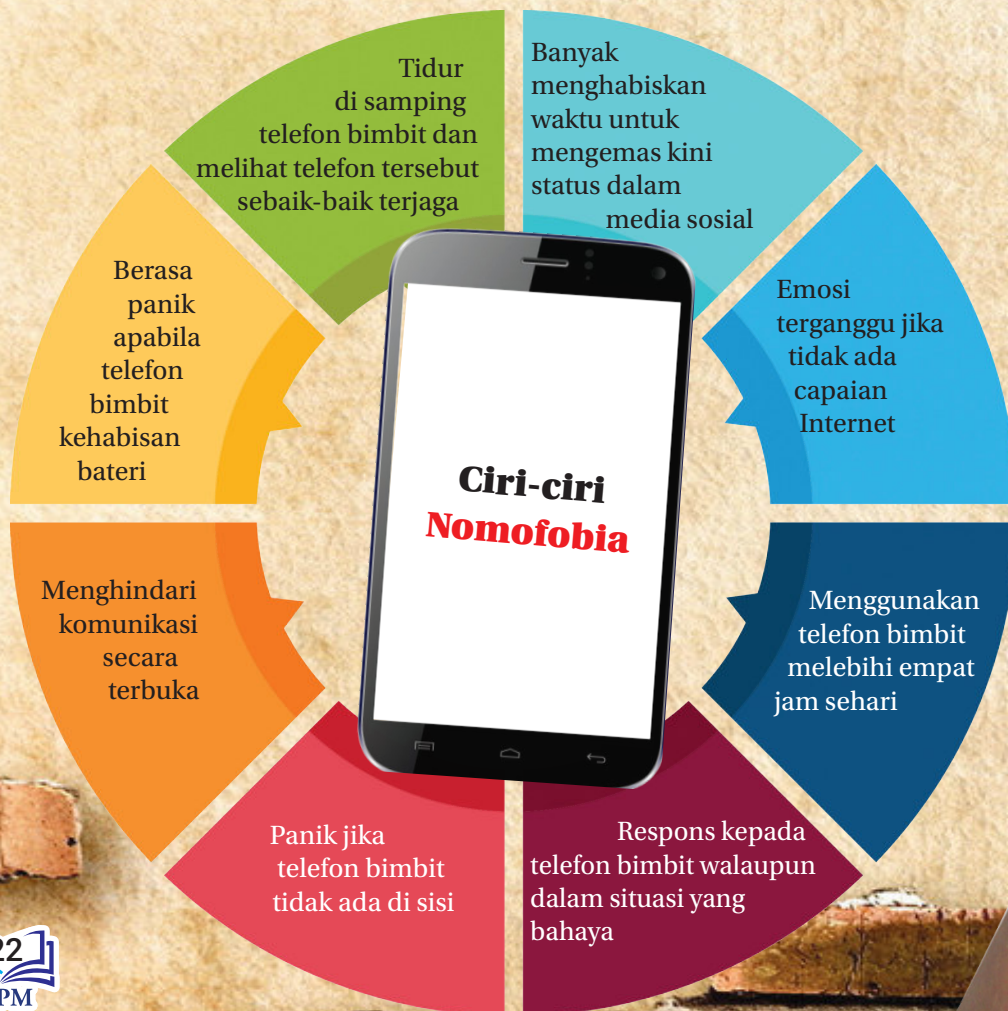 Tidur
di samping
telefon bimbit dan
melihat telefon tersebut
sebaik-baik terjaga
Banyak
menghabiskan
waktu untuk
mengemas kini
status dalam
media sosial
Berasa
panik
apabila
telefon
bimbit
kehabisan
bateri
Emosi
terganggu jika
tidak ada
capaian
Internet
Ciri-ciri
Nomofobia
Menghindari
komunikasi
secara
terbuka
Menggunakan
telefon bimbit
melebihi empat
jam sehari
Panik jika
telefon bimbit
tidak ada di sisi
Respons kepada
telefon bimbit walaupun
dalam situasi yang
bahaya
22
PM